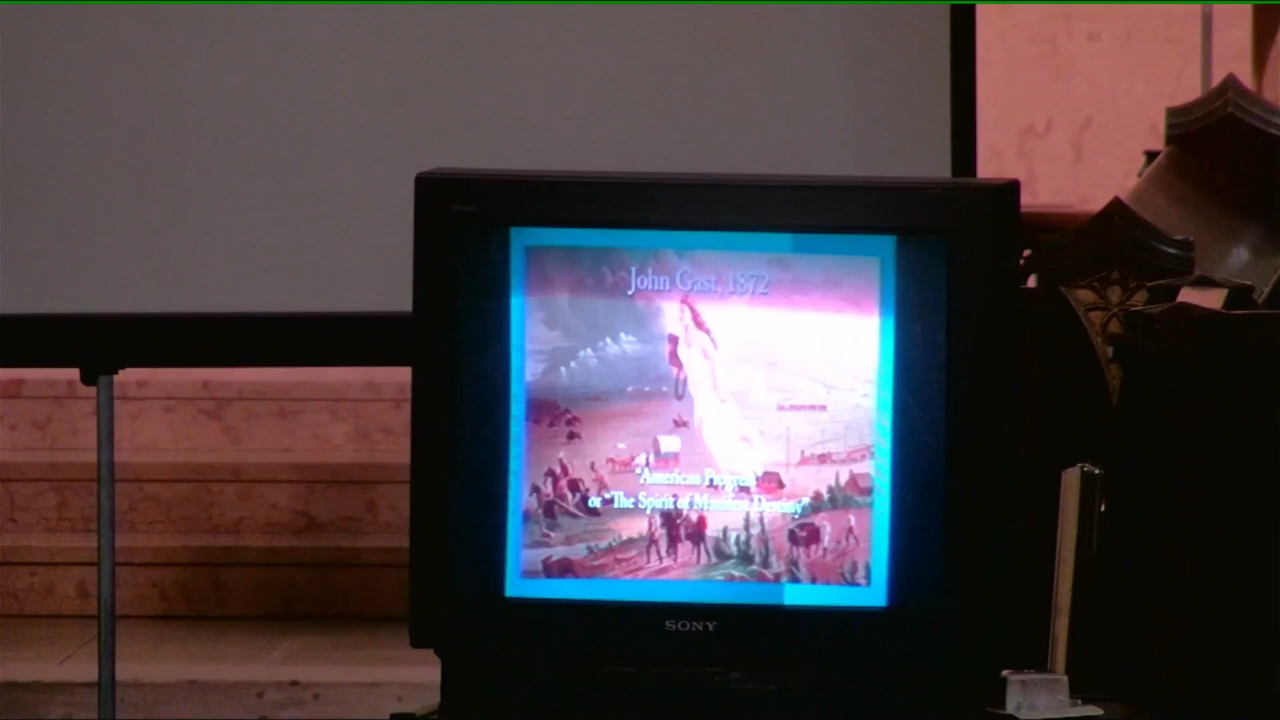 John Gast, 1872
"American Progress"
or "The Spirit of Manifest Destiny"
SONY